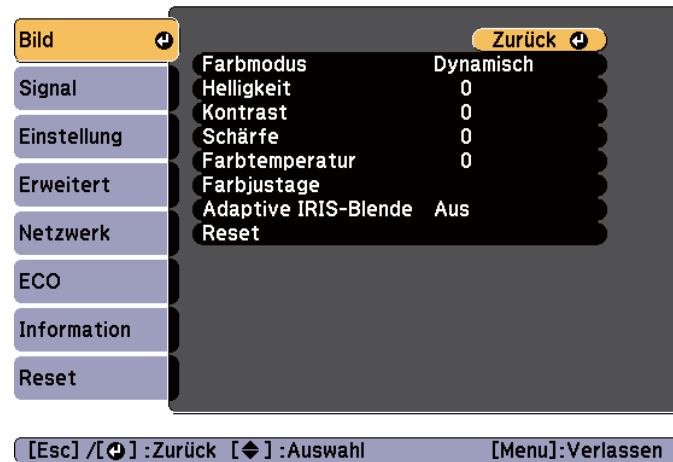 Bild
Signal
Einstellung
Erweitert
Netzwerk
ECO
Information
Reset
Zurück
Farbmodus Dynamisch
Helligkeit 0
Kontrast 0
Schärfe 0
Farbtemperatur 0
Farbjustage
Adaptive IRIS-Blende Aus
Reset
[Esc] /[⏎] :Zurück [◆] :Auswahl [Menu]:Verlassen